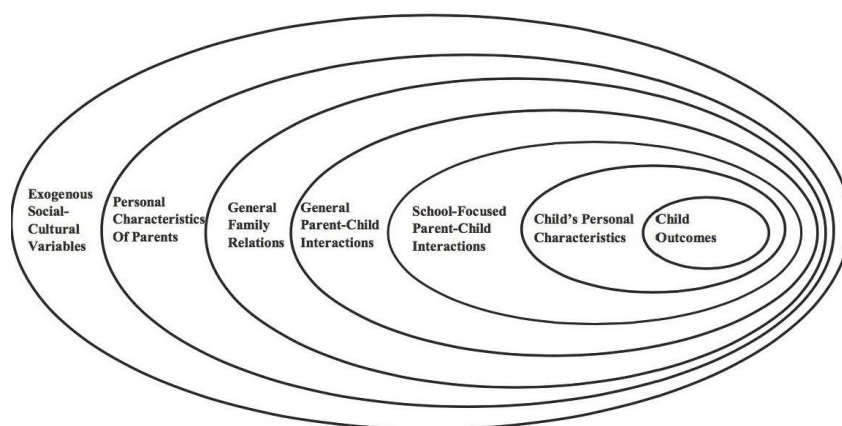 Exogenous
Social-
Cultural
Variables
Personal
Characteristics
Of Parents
General
Family
Relations
General
Parent-Child
Interactions
School-Focused
Parent-Child
Interactions
Child's Personal
Characteristics
Child
Outcomes